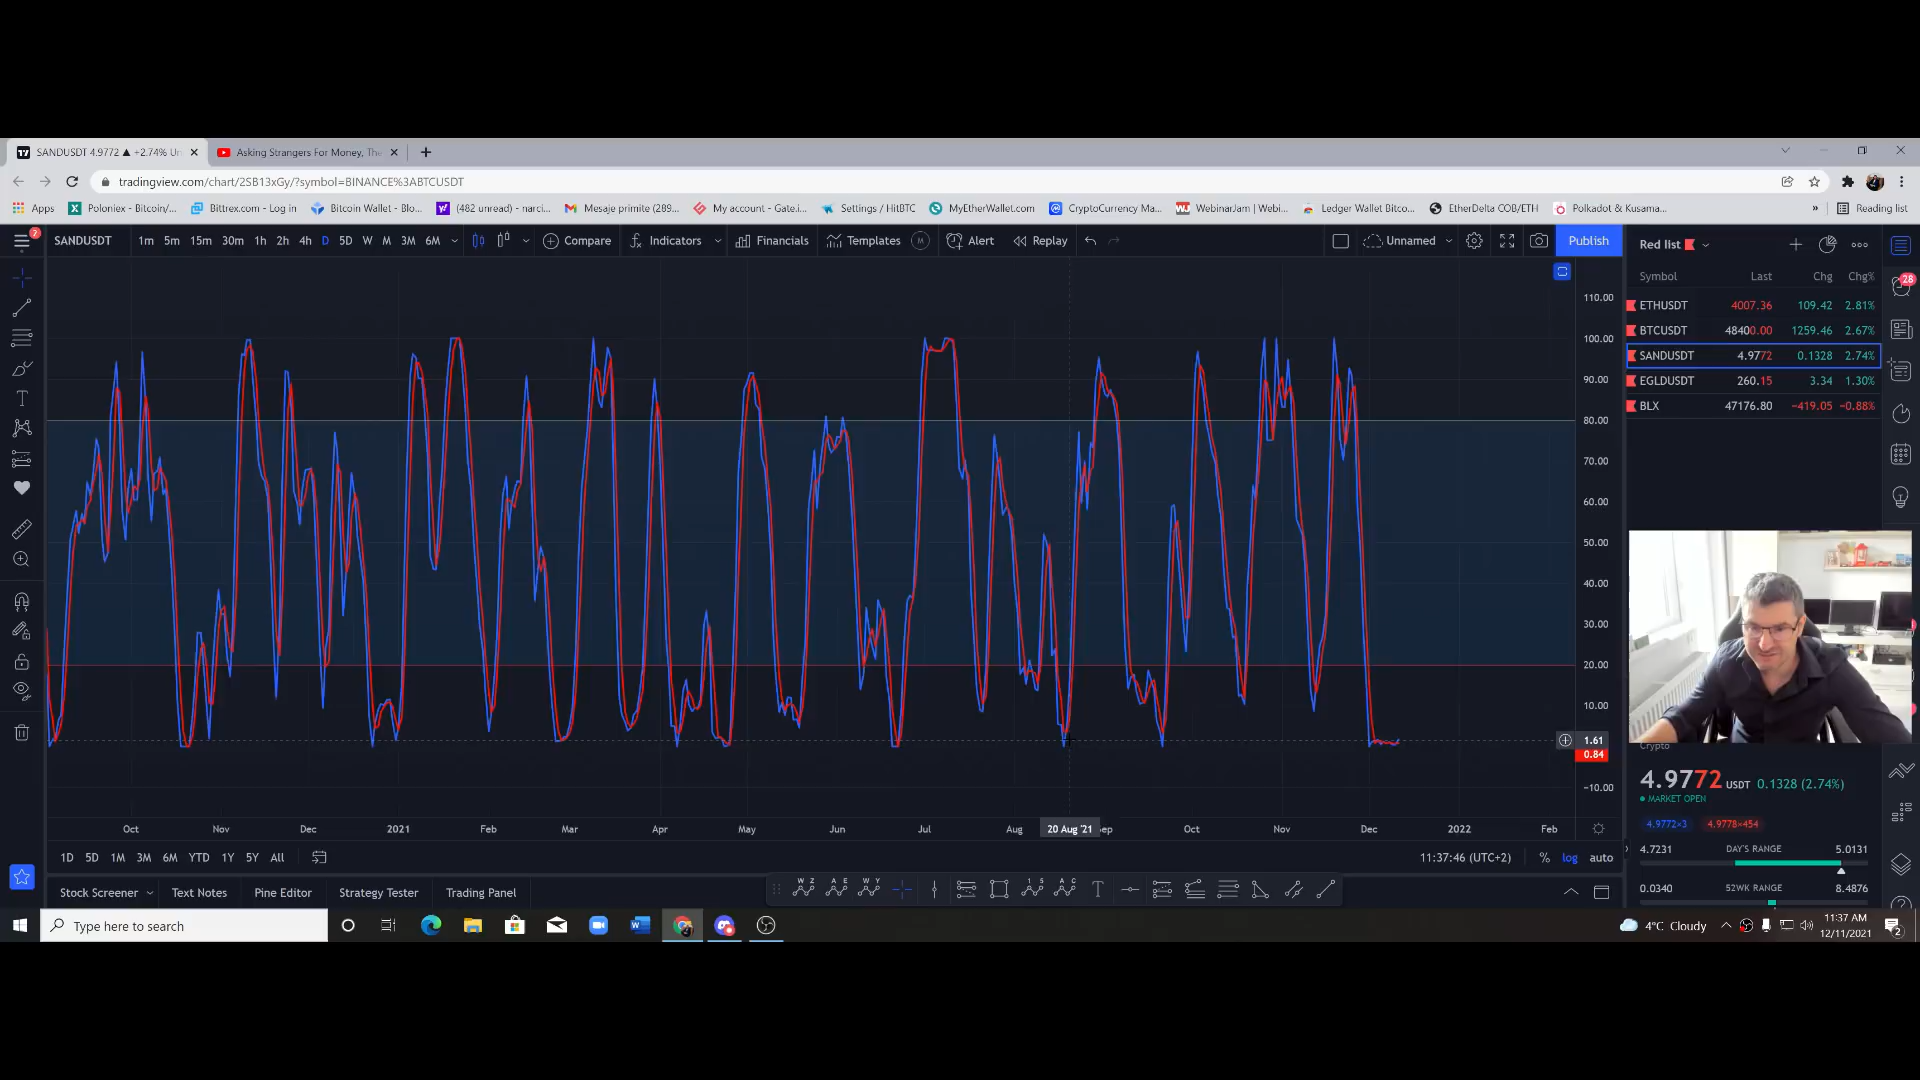 SANDUSDT 4.9772 ▲ +2.74% Un
Asking Strangers For Money, The
tradingview.com/chart/2SB13xGy/?symbol=BINANCE%3ABTCUSDT
Apps Poloniex - Bitcoin/... Bittrex.com - Log in Bitcoin Wallet - Blo... (482 unread) - narci... Mesaje primite (289... My account - Gate.i... Settings / HitBTC MyEtherWallet.com CryptoCurrency Ma... WebinarJam | Webi... Ledger Wallet Bitco... EtherDelta COB/ETH Polkadot & Kusama... » Reading list
SANDUSDT 1m 5m 15m 30m 1h 2h 4h D 5D W M 3M 6M Compare Indicators Financials Templates M Alert Replay Unnamed Publish
Red list
Symbol Last Chg Chg%
ETHUSDT 4007.36 109.42 2.81%
BTCUSDT 48400.00 1259.46 2.67%
SANDUSDT 4.9772 0.1328 2.74%
EGLDUSDT 260.15 3.34 1.30%
BLX 47176.80 −419.05 −0.88%
28
110.00
100.00
90.00
80.00
70.00
60.00
50.00
40.00
30.00
20.00
10.00
1.61
0.84
−10.00
Oct Nov Dec 2021 Feb Mar Apr May Jun Jul Aug 20 Aug '21 Sep Oct Nov Dec 2022 Feb
Crypto
4.9772 USDT 0.1328 (2.74%)
MARKET OPEN
4.9772×3 4.9778×454
4.7231 DAY'S RANGE 5.0131
0.0340 52WK RANGE 8.4876
1D 5D 1M 3M 6M YTD 1Y 5Y All
11:37:46 (UTC+2) % log auto
Stock Screener Text Notes Pine Editor Strategy Tester Trading Panel
Type here to search
4°C Cloudy
11:37 AM
12/11/2021
2